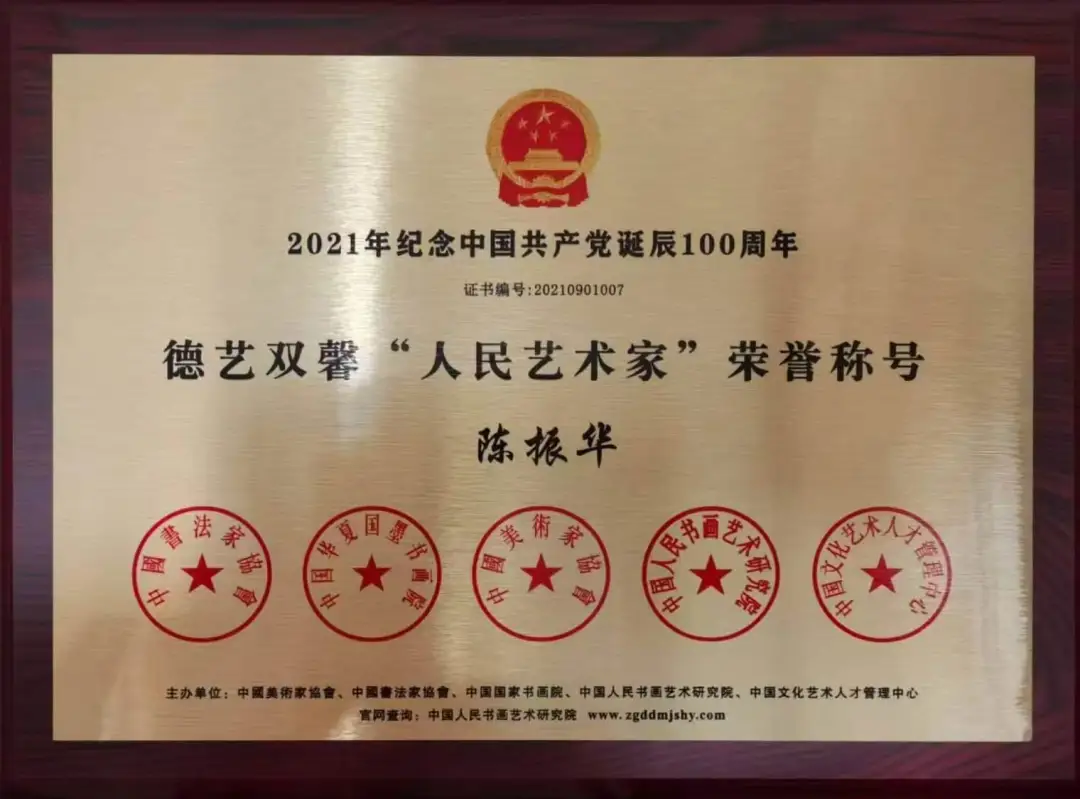 2021年纪念中国共产党诞辰100周年
证书编号:20210901007
德艺双馨“人民艺术家”荣誉称号
陈振华
中國書法家協會
中国华夏国墨书画院
中國美術家協會
中国人民书画艺术研究院
中国文化艺术人才管理中心
主办单位：中國美術家協會、中國書法家協會、中国国家书画院、中国人民书画艺术研究院、中国文化艺术人才管理中心
官网查询：中国人民书画艺术研究院 www.zgddmjshy.com